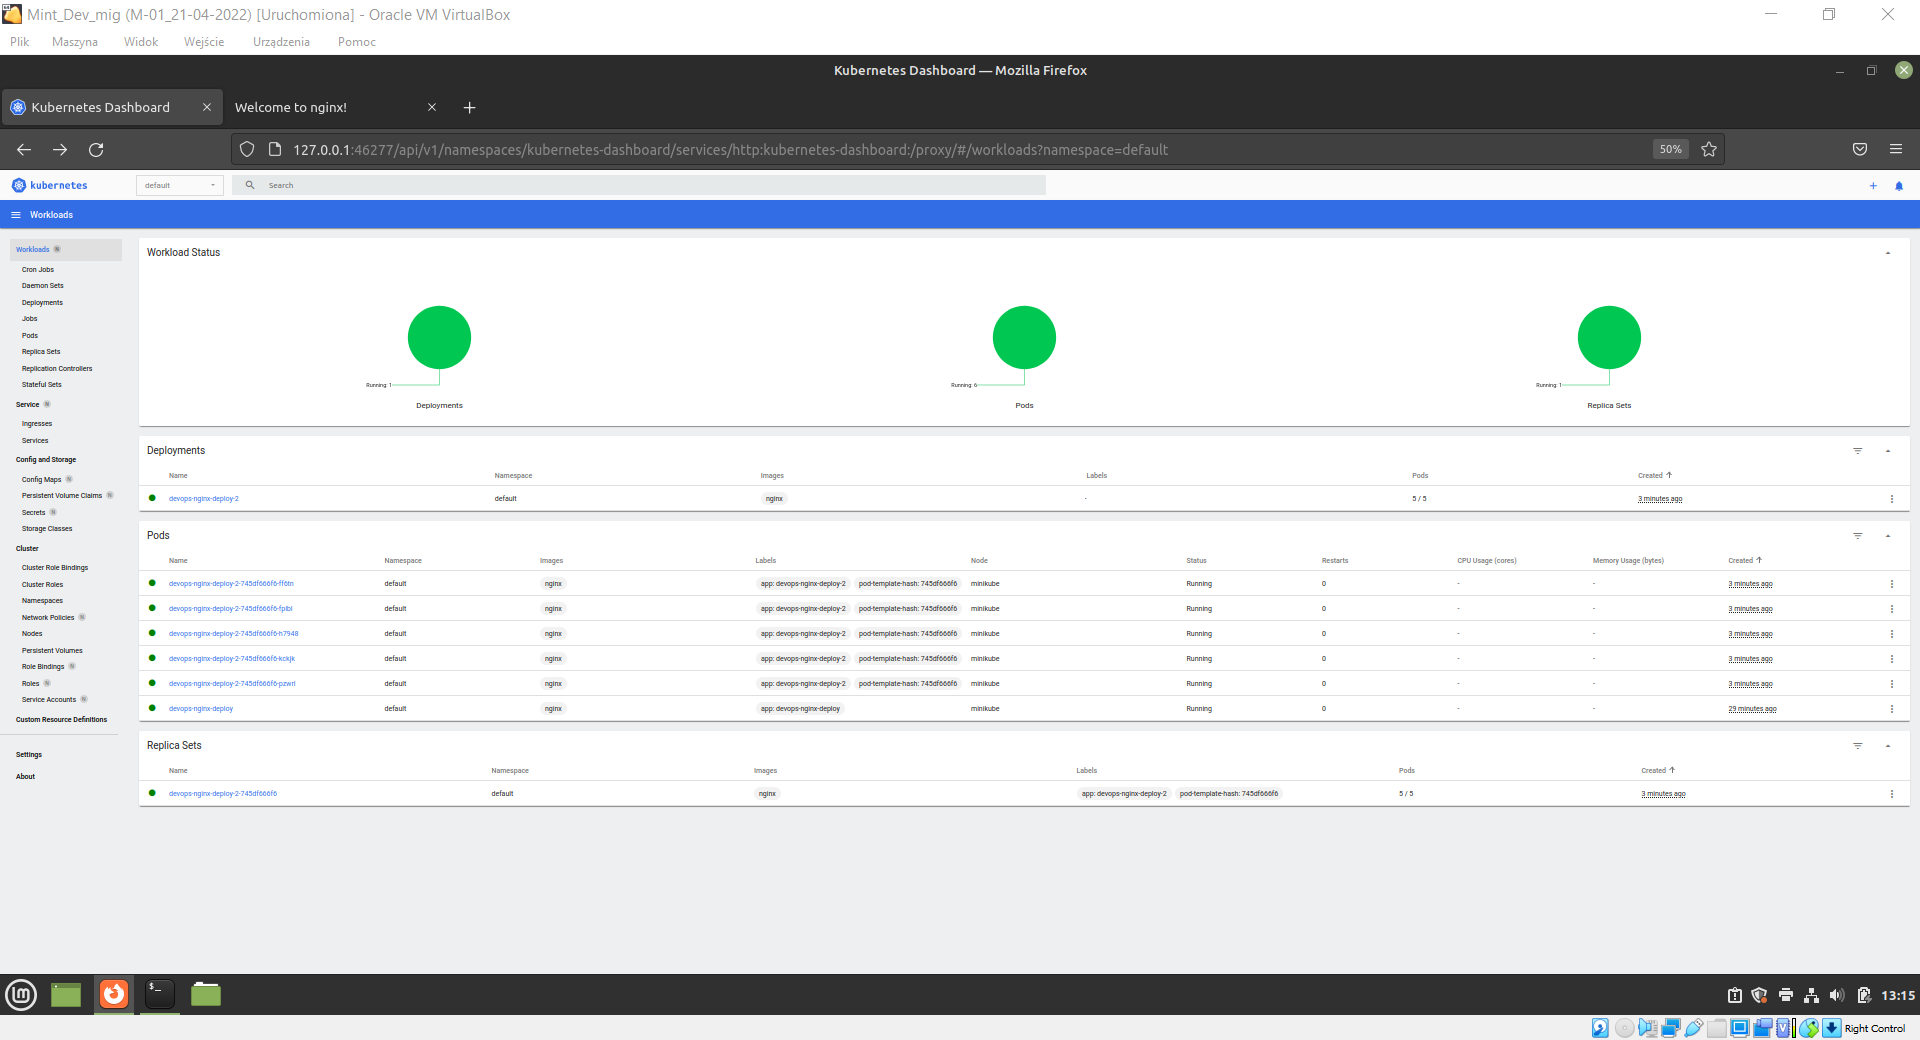 Mint_Dev_mig (M-01_21-04-2022) [Uruchomiona] - Oracle VM VirtualBox
Plik Maszyna Widok Wejście Urządzenia Pomoc
Kubernetes Dashboard — Mozilla Firefox
Kubernetes Dashboard Welcome to nginx!
127.0.0.1:46277/api/v1/namespaces/kubernetes-dashboard/services/http:kubernetes-dashboard:/proxy/#/workloads?namespace=default 50%
kubernetes default Search
Workloads
Workloads N
Cron Jobs
Daemon Sets
Deployments
Jobs
Pods
Replica Sets
Replication Controllers
Stateful Sets
Service N
Ingresses
Services
Config and Storage
Config Maps N
Persistent Volume Claims N
Secrets N
Storage Classes
Cluster
Cluster Role Bindings
Cluster Roles
Namespaces
Network Policies N
Nodes
Persistent Volumes
Role Bindings N
Roles N
Service Accounts N
Custom Resource Definitions
Settings
About
Workload Status
Running: 1 Running: 6 Running: 1
Deployments Pods Replica Sets
Deployments
Name Namespace Images Labels Pods Created
devops-nginx-deploy-2 default nginx - 5 / 5 3 minutes ago
Pods
Name Namespace Images Labels Node Status Restarts CPU Usage (cores) Memory Usage (bytes) Created
devops-nginx-deploy-2-745df666f6-ff6tn default nginx app: devops-nginx-deploy-2 pod-template-hash: 745df666f6 minikube Running 0 - - 3 minutes ago
default nginx app: devops-nginx-deploy-2 pod-template-hash: 745df666f6 minikube Running 0 - - 3 minutes ago
devops-nginx-deploy-2-745df666f6-h7948 default nginx app: devops-nginx-deploy-2 pod-template-hash: 745df666f6 minikube Running 0 - - 3 minutes ago
devops-nginx-deploy-2-745df666f6-kckjk default nginx app: devops-nginx-deploy-2 pod-template-hash: 745df666f6 minikube Running 0 - - 3 minutes ago
default nginx app: devops-nginx-deploy-2 pod-template-hash: 745df666f6 minikube Running 0 - - 3 minutes ago
devops-nginx-deploy default nginx app: devops-nginx-deploy minikube Running 0 - - 29 minutes ago
Replica Sets
Name Namespace Images Labels Pods Created
devops-nginx-deploy-2-745df666f6 default nginx app: devops-nginx-deploy-2 pod-template-hash: 745df666f6 5 / 5 3 minutes ago
13:15
Right Control